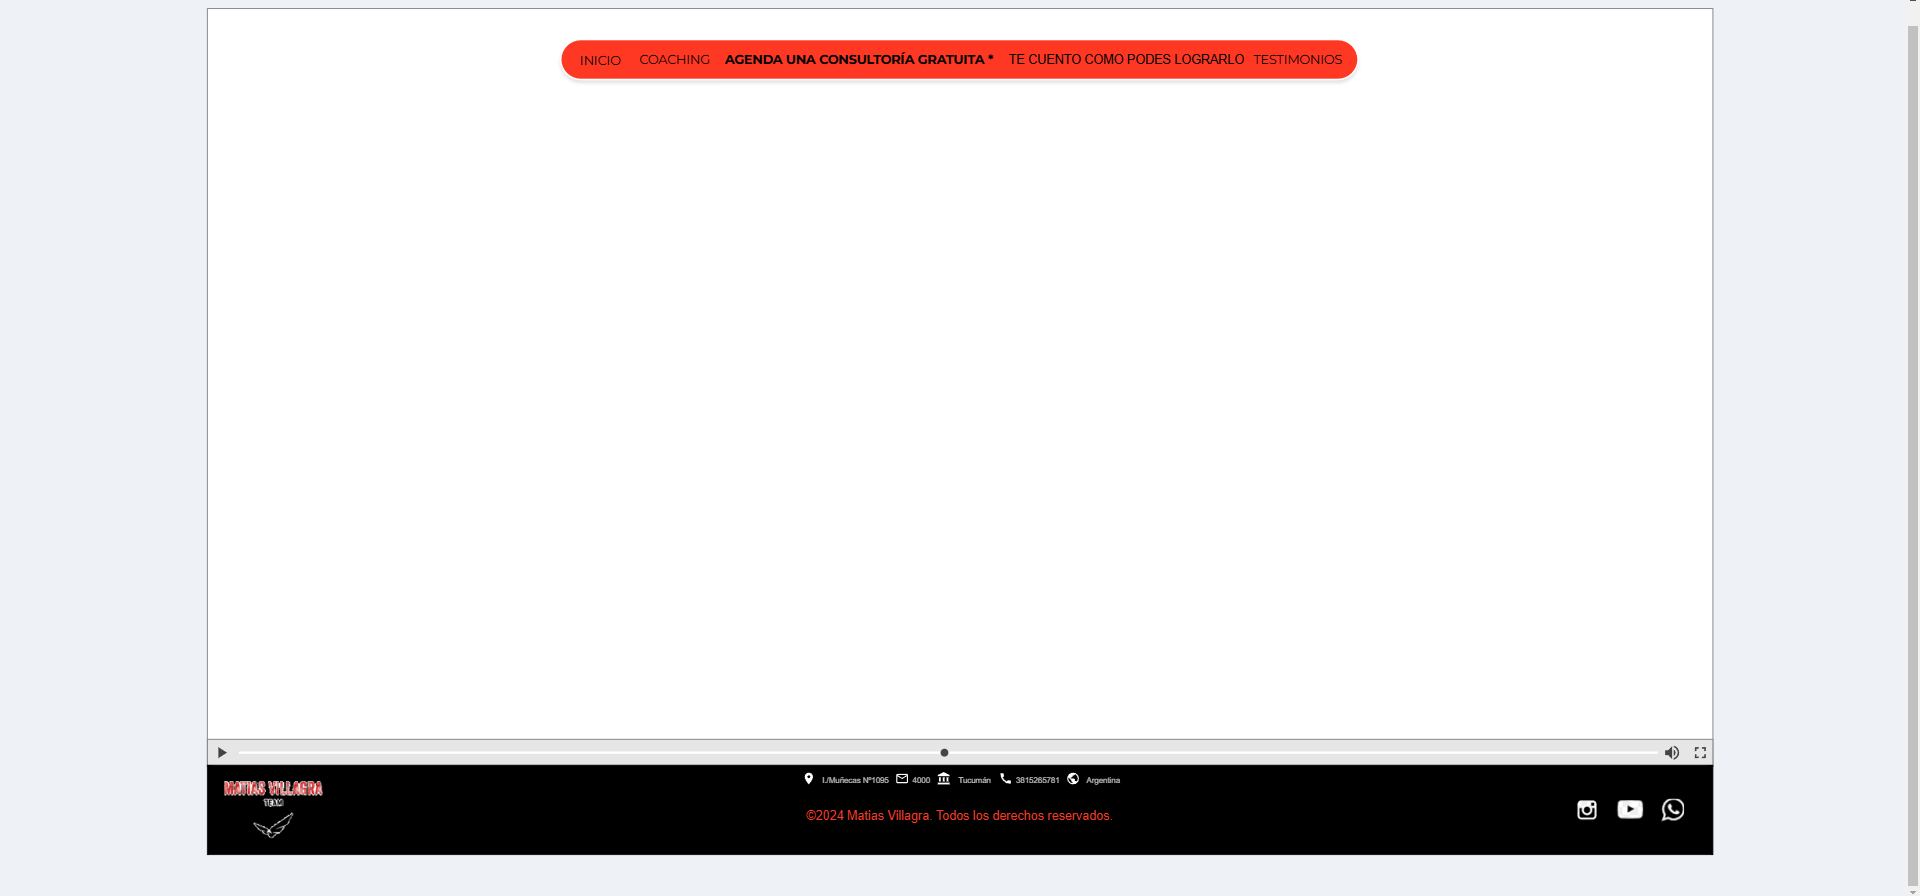 INICIO COACHING AGENDA UNA CONSULTORÍA GRATUITA * TE CUENTO COMO PODES LOGRARLO TESTIMONIOS
MATIAS VILLAGRA
TEAM
I./Muñecas Nº1095 4000 Tucumán 3815265781 Argentina
©2024 Matias Villagra. Todos los derechos reservados.